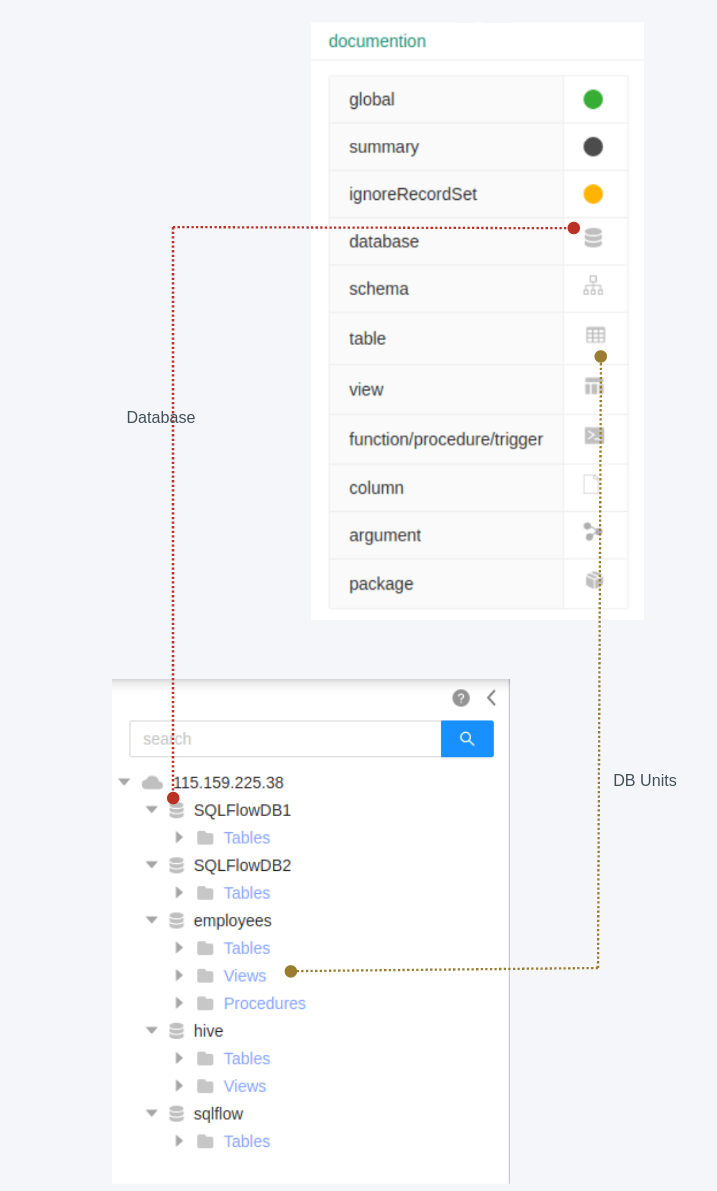 documention
global
summary
ignoreRecordSet
database
schema
table
view
Database
function/procedure/trigger
column
argument
package
?
search
115.159.225.38
DB Units
SQLFlowDB1
Tables
SQLFlowDB2
Tables
employees
Tables
Views
Procedures
hive
Tables
Views
sqlflow
Tables